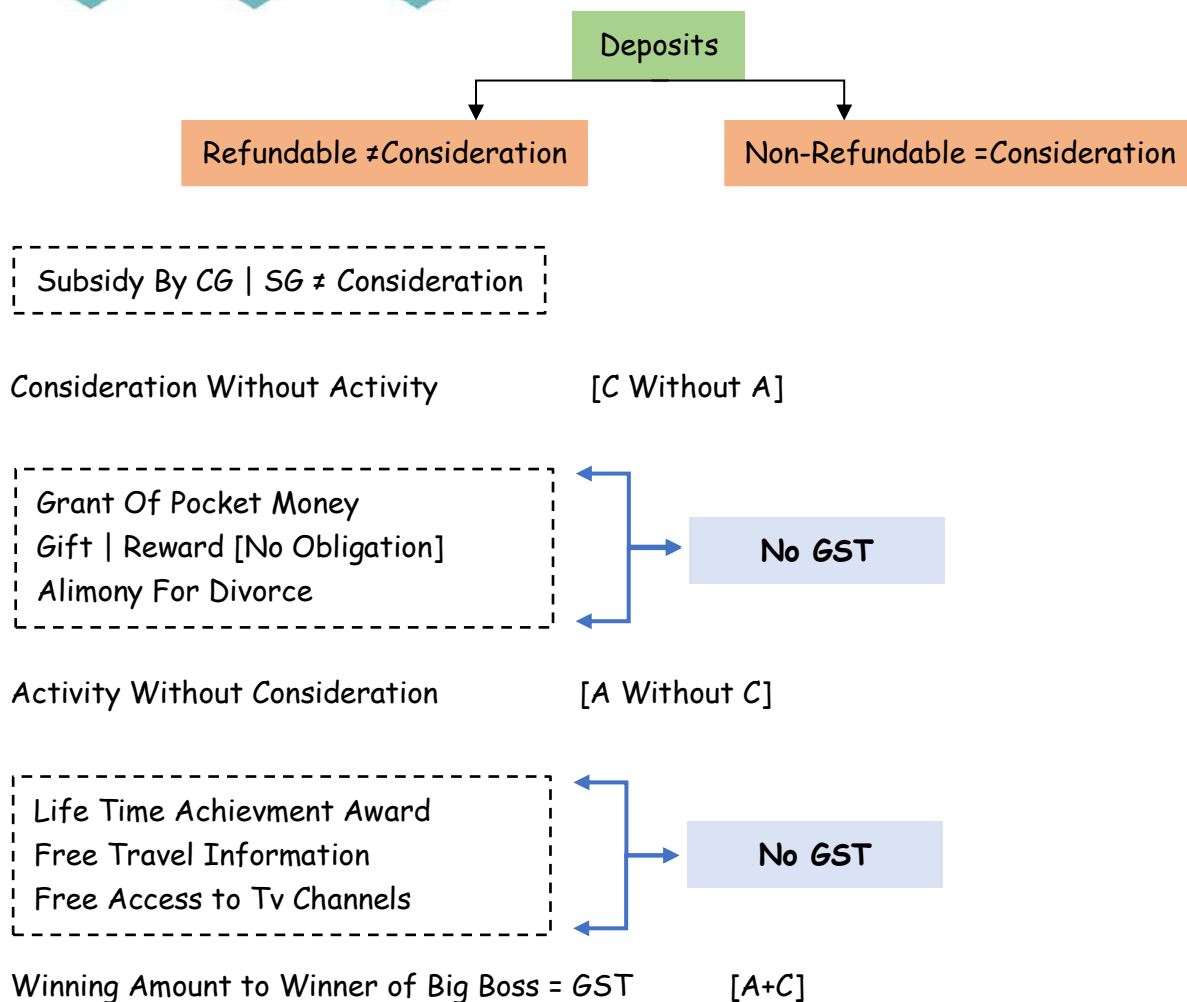 Deposits
Refundable ≠Consideration
Non-Refundable =Consideration
Subsidy By CG | SG ≠ Consideration
Consideration Without Activity [C Without A]
Grant Of Pocket Money
Gift | Reward [No Obligation]
Alimony For Divorce
No GST
Activity Without Consideration [A Without C]
Life Time Achievment Award
Free Travel Information
Free Access to Tv Channels
No GST
Winning Amount to Winner of Big Boss = GST [A+C]